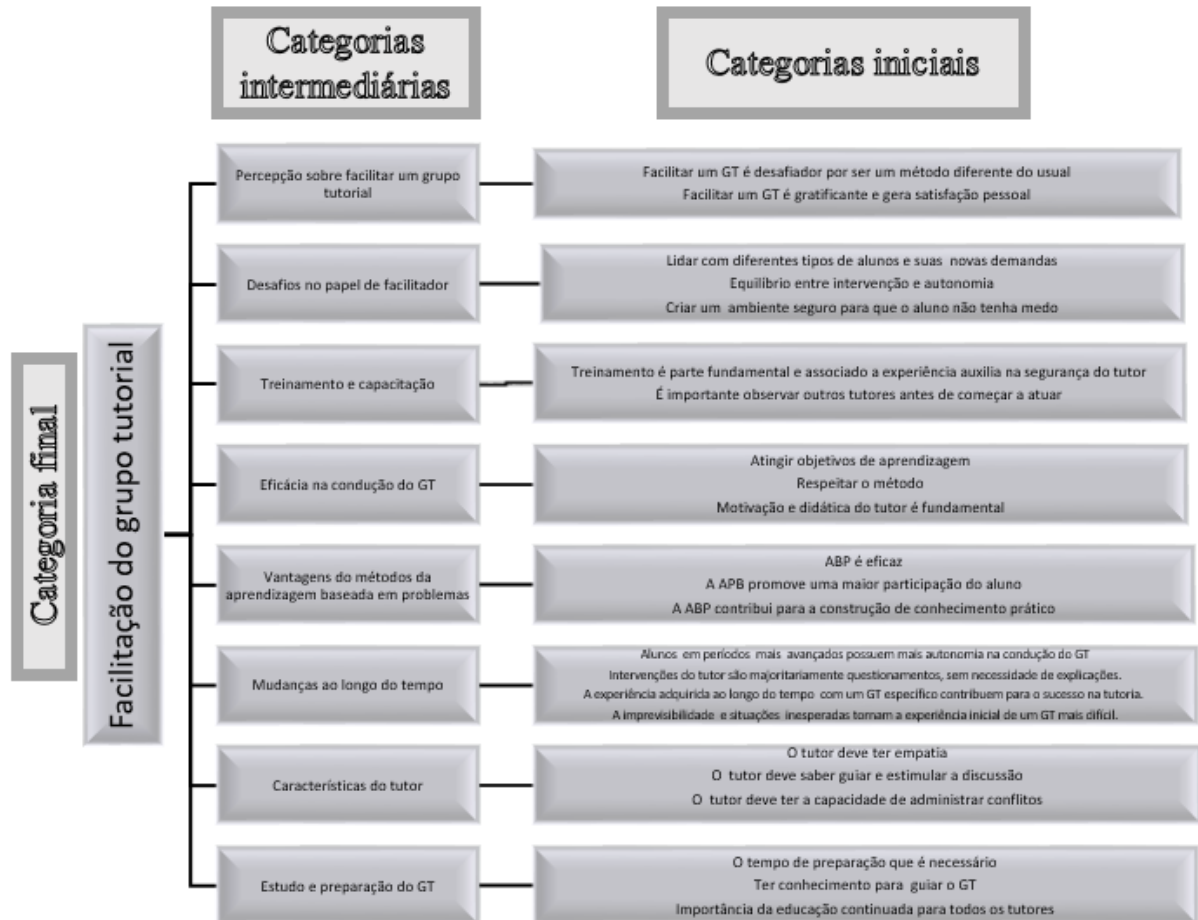 Categorias
intermediárias
Categorias iniciais
Categoria final
Facilitação do grupo tutorial
Percepção sobre facilitar um grupo
tutorial
Facilitar um GT é desafiador por ser um método diferente do usual
Facilitar um GT é gratificante e gera satisfação pessoal
Desafios no papel de facilitador
Lidar com diferentes tipos de alunos e suas novas demandas
Equilíbrio entre intervenção e autonomia
Criar um ambiente seguro para que o aluno não tenha medo
Treinamento e capacitação
Treinamento é parte fundamental e associado a experiência auxilia na segurança do tutor
É importante observar outros tutores antes de começar a atuar
Eficácia na condução do GT
Atingir objetivos de aprendizagem
Respeitar o método
Motivação e didática do tutor é fundamental
Vantagens do métodos da
aprendizagem baseada em problemas
ABP é eficaz
A APB promove uma maior participação do aluno
A ABP contribui para a construção de conhecimento prático
Mudanças ao longo do tempo
Alunos em períodos mais avançados possuem mais autonomia na condução do GT
Intervenções do tutor são majoritariamente questionamentos, sem necessidade de explicações.
A experiência adquirida ao longo do tempo com um GT específico contribuem para o sucesso na tutoria.
A imprevisibilidade e situações inesperadas tornam a experiência inicial de um GT mais difícil.
Características do tutor
O tutor deve ter empatia
O tutor deve saber guiar e estimular a discussão
O tutor deve ter a capacidade de administrar conflitos
Estudo e preparação do GT
O tempo de preparação que é necessário
Ter conhecimento para guiar o GT
Importância da educação continuada para todos os tutores